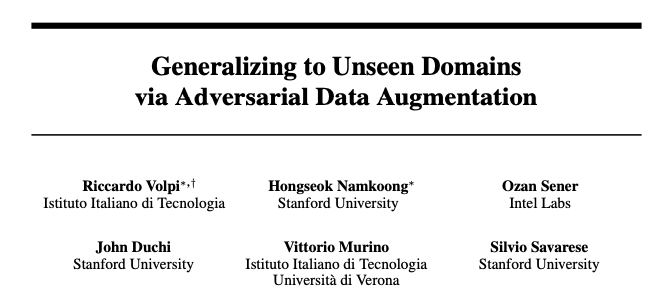 Generalizing to Unseen Domains
via Adversarial Data Augmentation
Riccardo Volpi*,†
Istituto Italiano di Tecnologia
Hongseok Namkoong*
Stanford University
Ozan Sener
Intel Labs
John Duchi
Stanford University
Vittorio Murino
Istituto Italiano di Tecnologia
Università di Verona
Silvio Savarese
Stanford University